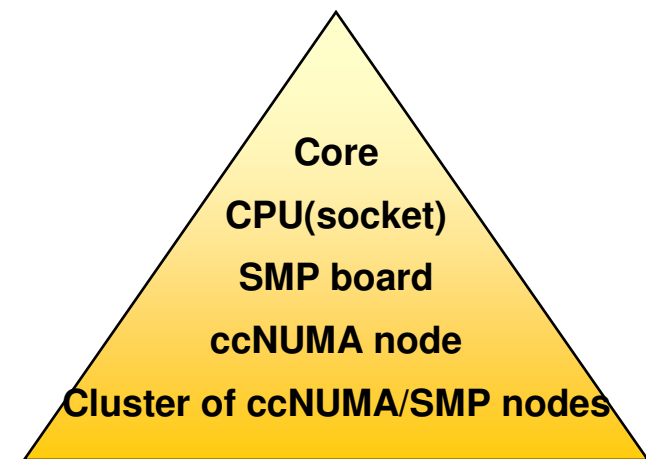 Core
CPU(socket)
SMP board
ccNUMA node
Cluster of ccNUMA/SMP nodes